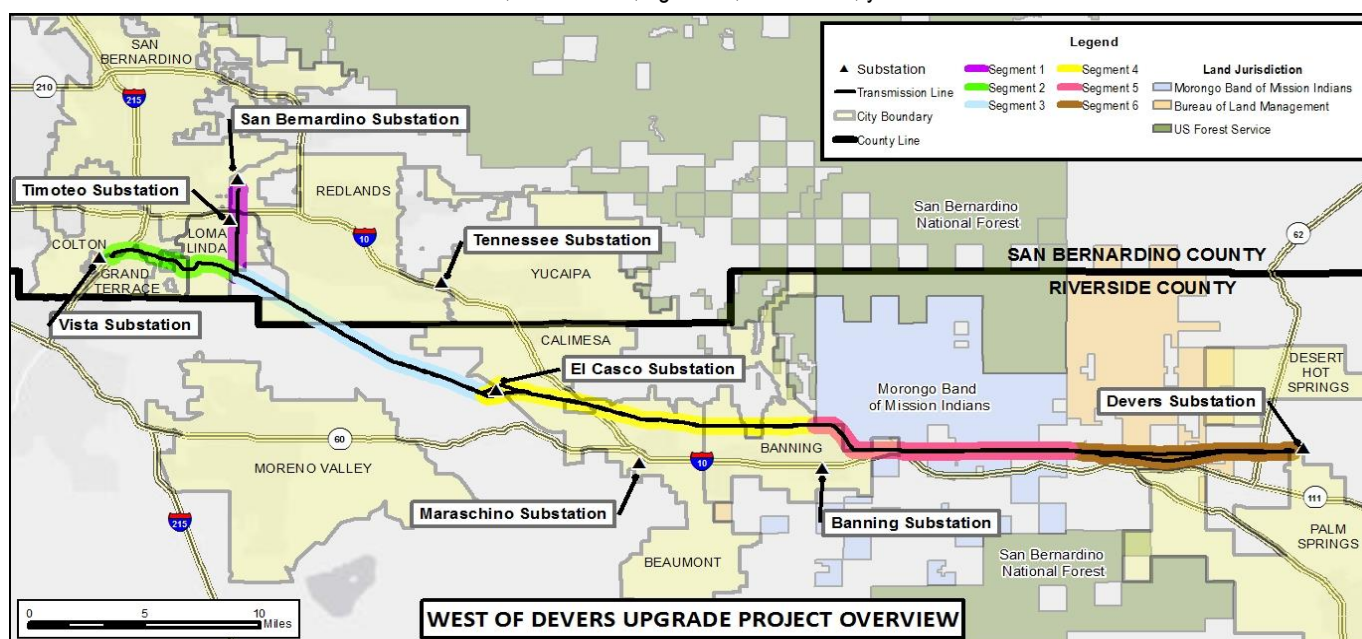 SAN
BERNARDINO
210
215
San Bernardino Substation
Timoteo Substation
REDLANDS
COLTON
LOMA
LINDA
10
Tennessee Substation
GRAND
TERRACE
YUCAIPA
Vista Substation
San Bernardino
National Forest
62
SAN BERNARDINO COUNTY
RIVERSIDE COUNTY
CALIMESA
El Casco Substation
Morongo Band
of Mission Indians
DESERT
HOT
SPRINGS
Devers Substation
60
MORENO VALLEY
10
BANNING
Maraschino Substation
Banning Substation
111
215
BEAUMONT
San Bernardino
National Forest
PALM
SPRINGS
0 5 10
Miles
WEST OF DEVERS UPGRADE PROJECT OVERVIEW
Legend
Substation
Transmission Line
City Boundary
County Line
Segment 1
Segment 2
Segment 3
Segment 4
Segment 5
Segment 6
Land Jurisdiction
Morongo Band of Mission Indians
Bureau of Land Management
US Forest Service